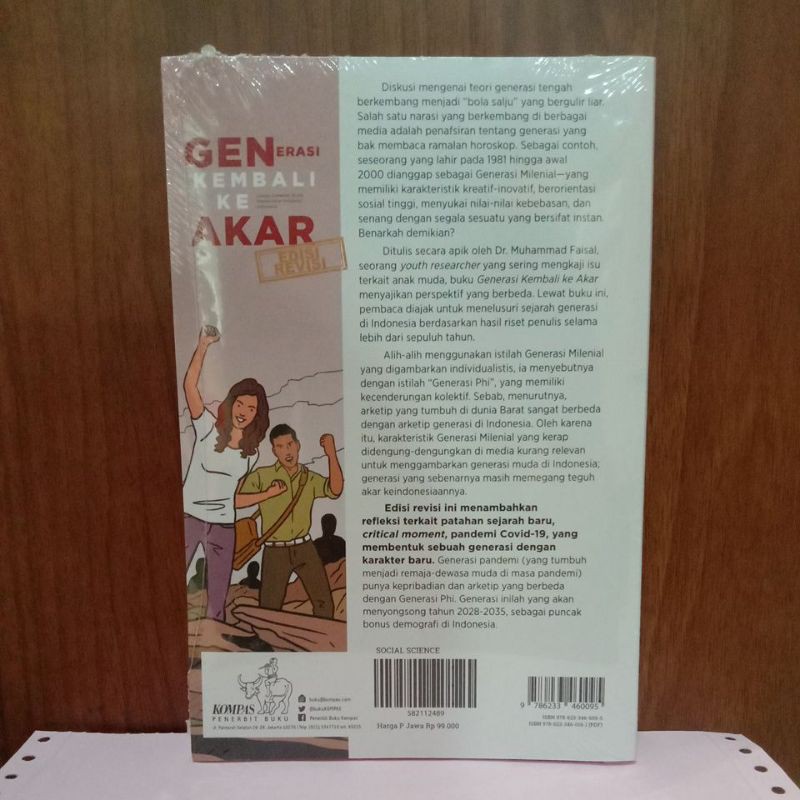 GENERASI
KEMBALI
KE
AKAR
EDISI
REVISI
Diskusi mengenai teori generasi tengah
berkembang menjadi “bola salju” yang bergulir liar.
Salah satu narasi yang berkembang di berbagai
media adalah penafsiran tentang generasi yang
bak membaca ramalan horoskop. Sebagai contoh,
seseorang yang lahir pada 1981 hingga awal
2000 dianggap sebagai Generasi Milenial—yang
memiliki karakteristik kreatif-inovatif, berorientasi
sosial tinggi, menyukai nilai-nilai kebebasan, dan
senang dengan segala sesuatu yang bersifat instan.
Benarkah demikian?
Ditulis secara apik oleh Dr. Muhammad Faisal,
seorang youth researcher yang sering mengkaji isu
terkait anak muda, buku Generasi Kembali ke Akar
menyajikan perspektif yang berbeda. Lewat buku ini,
pembaca diajak untuk menelusuri sejarah generasi
di Indonesia berdasarkan hasil riset penulis selama
lebih dari sepuluh tahun.
Alih-alih menggunakan istilah Generasi Milenial
yang digambarkan individualistis, ia menyebutnya
dengan istilah “Generasi Phi”, yang memiliki
kecenderungan kolektif. Sebab, menurutnya,
arketip yang tumbuh di dunia Barat sangat berbeda
dengan arketip generasi di Indonesia. Oleh karena
itu, karakteristik Generasi Milenial yang kerap
didengung-dengungkan di media kurang relevan
untuk menggambarkan generasi muda di Indonesia;
generasi yang sebenarnya masih memegang teguh
akar keindonesiaannya.
Edisi revisi ini menambahkan
refleksi terkait patahan sejarah baru,
critical moment, pandemi Covid-19, yang
membentuk sebuah generasi dengan
karakter baru. Generasi pandemi (yang tumbuh
menjadi remaja-dewasa muda di masa pandemi)
punya kepribadian dan arketip yang berbeda
dengan Generasi Phi. Generasi inilah yang akan
menyongsong tahun 2028-2035, sebagai puncak
bonus demografi di Indonesia.
KOMPAS
PENERBIT BUKU
buku@kompas.com
@bukuKOMPAS
Penerbit Buku Kompas
SOCIAL SCIENCE
582112489
Harga P. Jawa Rp 99.000
9 786233 460095